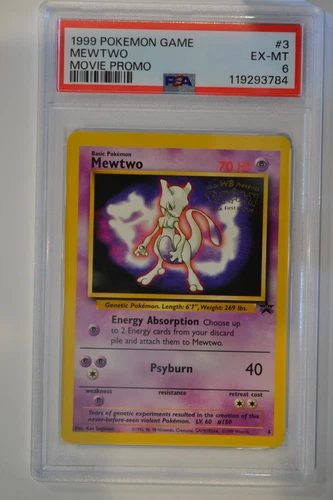 1999 POKEMON GAME #3
MEWTWO EX-MT
MOVIE PROMO PSA 6
119293784
Basic Pokémon
Mewtwo 70 HP
Pokémon
Genetic Pokémon. Length: 6'7", Weight: 269 lbs.
Energy Absorption Choose up
to 2 Energy cards from your discard
pile and attach them to Mewtwo.
Psyburn 40
weakness resistance retreat cost
Years of genetic experiments resulted in the creation of this
never-before-seen violent Pokémon. LV. 60 #150